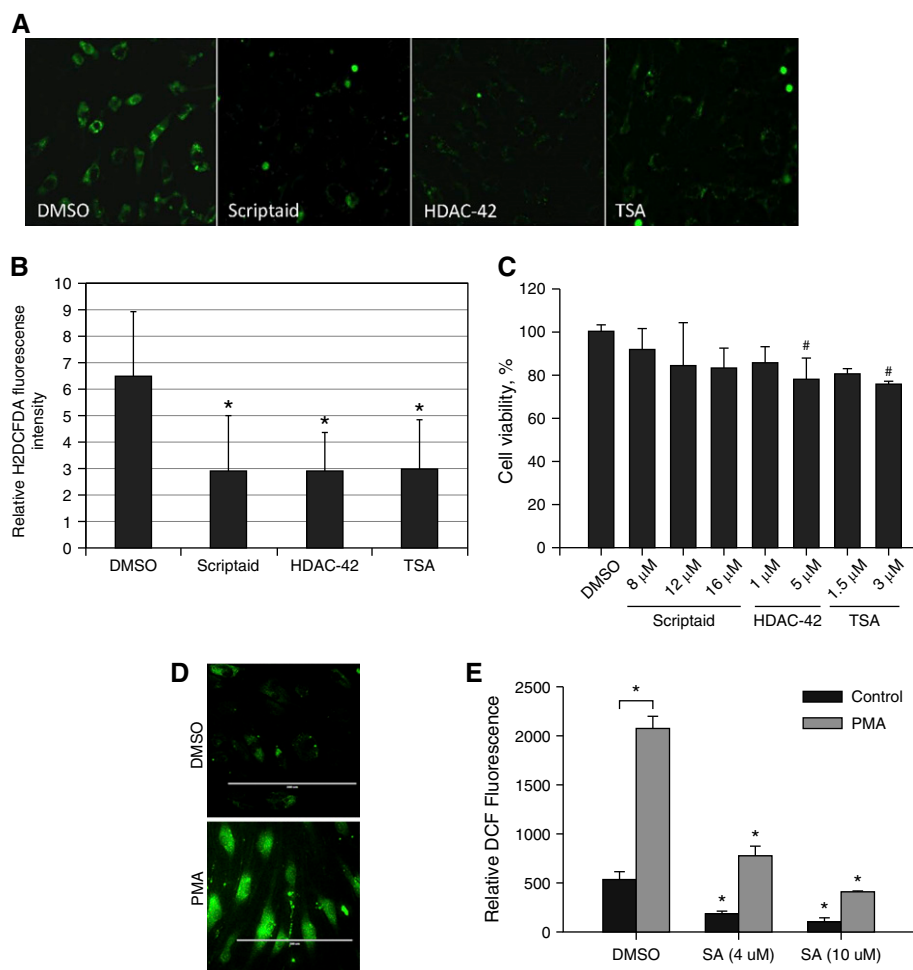 A
DMSO
Scriptaid
HDAC-42
TSA
B
Relative H2DCFDA fluorescense
intensity
10
9
8
7
6
5
4
3
2
1
0
*
*
*
DMSO
Scriptaid
HDAC-42
TSA
C
Cell viability, %
120
100
80
60
40
20
0
#
#
DMSO
8 µM
12 µM
16 µM
1 µM
5 µM
1.5 µM
3 µM
Scriptaid
HDAC-42
TSA
D
DMSO
PMA
E
Relative DCF Fluorescence
2500
2000
1500
1000
500
0
Control
PMA
*
*
*
*
*
DMSO
SA (4 uM)
SA (10 uM)